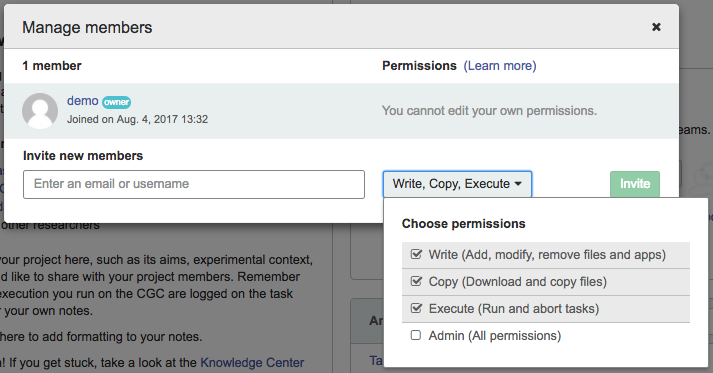 Manage members
1 member
Permissions (Learn more)
demo owner
Joined on Aug. 4, 2017 13:32
You cannot edit your own permissions.
Invite new members
Enter an email or username
Write, Copy, Execute
Invite
Choose permissions
Write (Add, modify, remove files and apps)
Copy (Download and copy files)
Execute (Run and abort tasks)
Admin (All permissions)
eams.
other researchers
your project here, such as its aims, experimental context,
d like to share with your project members. Remember
execution you run on the CGC are logged on the task
r your own notes.
here to add formatting to your notes.
! If you get stuck, take a look at the Knowledge Center